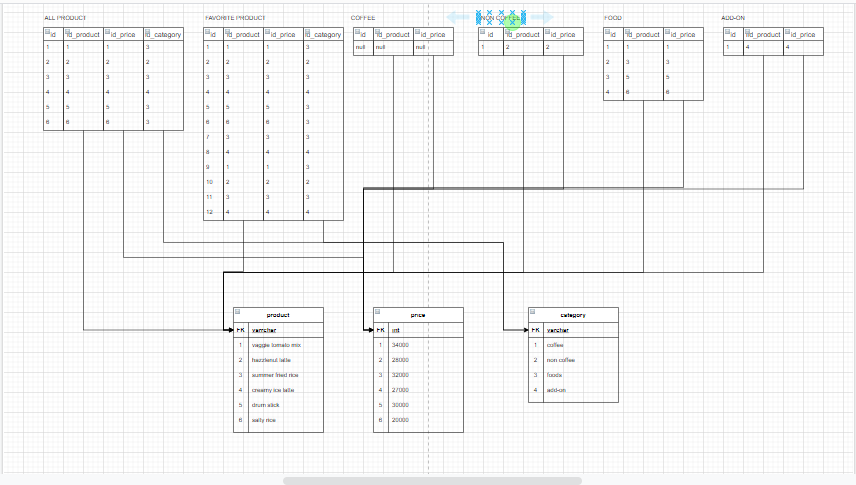 ALL PRODUCT FAVORITE PRODUCT COFFEE NON COFFEE FOOD ADD-ON
id id_product id_price id_category id id_product id_price id_category id id_product id_price id id_product id_price id id_product id_price id id_product id_price
1 1 1 3 1 1 1 3 null null null 1 2 2 1 1 1 1 4 4
2 2 2 2 2 2 2 2 2 3 3
3 3 3 3 3 3 3 3 3 5 5
4 4 4 4 4 4 4 4 4 6 6
5 5 5 3 5 5 5 3
6 6 6 3 6 6 6 3
7 3 3 3
8 4 4 4
9 1 1 3
10 2 2 2
11 3 3 3
12 4 4 4
product price category
FK varchar FK int FK varchar
1 vaggie tomato mix 1 34000 1 coffee
2 hazzlenut latte 2 28000 2 non coffee
3 summer fried rice 3 32000 3 foods
4 creamy ice latte 4 27000 4 add-on
5 drum stick 5 30000
6 salty rice 6 20000